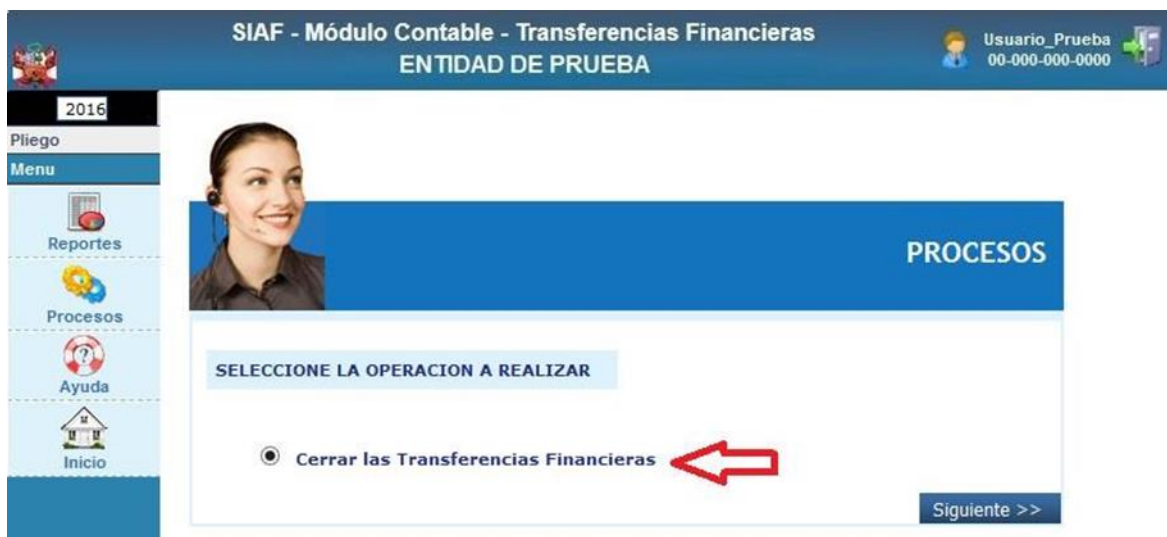 SIAF - Módulo Contable - Transferencias Financieras
ENTIDAD DE PRUEBA
Usuario_Prueba
00-000-000-0000
2016
Pliego
Menu
Reportes
Procesos
Ayuda
Inicio
PROCESOS
SELECCIONE LA OPERACION A REALIZAR
Cerrar las Transferencias Financieras
Siguiente >>